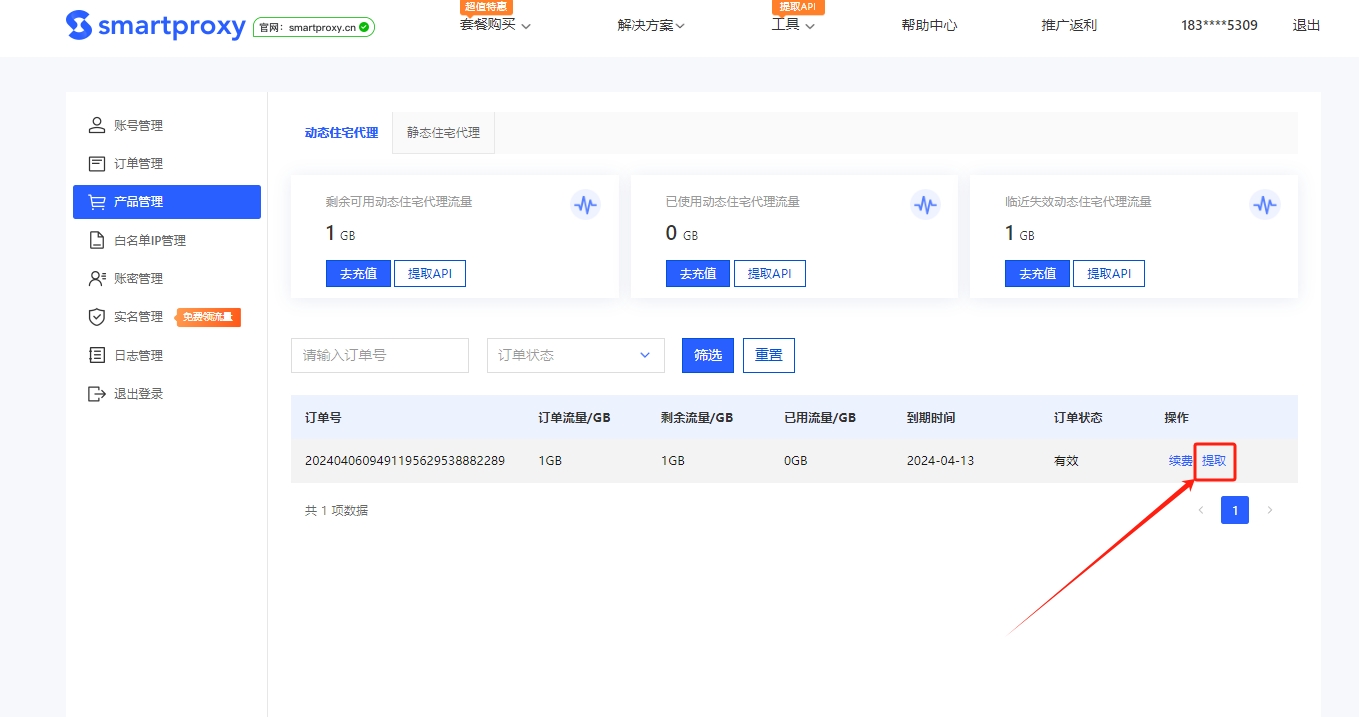 smartproxy
官网：smartproxy.cn
超值特惠
套餐购买
解决方案
提取API
工具
帮助中心
推广返利
183****5309
退出
账号管理
订单管理
产品管理
白名单IP管理
账密管理
实名管理 免费领流量
日志管理
退出登录
动态住宅代理 静态住宅代理
剩余可用动态住宅代理流量
1 GB
去充值 提取API
已使用动态住宅代理流量
0 GB
去充值 提取API
临近失效动态住宅代理流量
1 GB
去充值 提取API
请输入订单号 订单状态 筛选 重置
订单号 订单流量/GB 剩余流量/GB 已用流量/GB 到期时间 订单状态 操作
2024040609491195629538882289 1GB 1GB 0GB 2024-04-13 有效 续费 提取
共 1 项数据
1